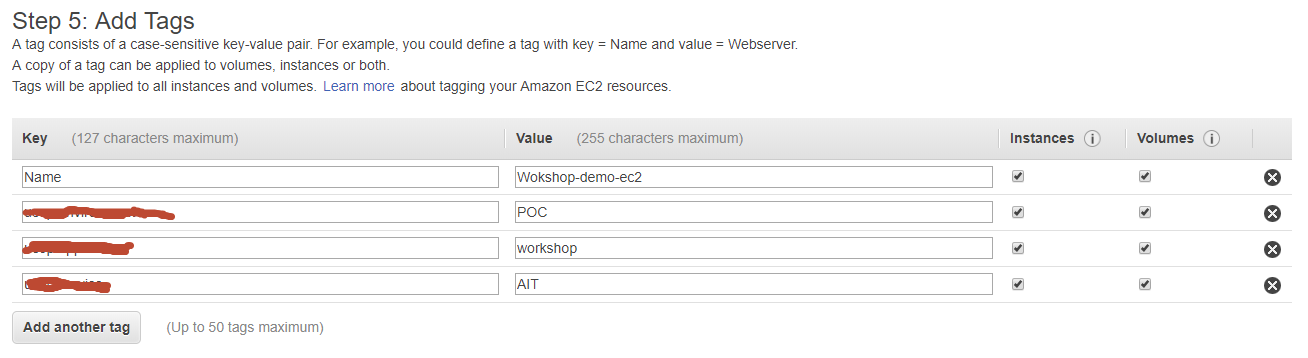 Step 5: Add Tags
A tag consists of a case-sensitive key-value pair. For example, you could define a tag with key = Name and value = Webserver.
A copy of a tag can be applied to volumes, instances or both.
Tags will be applied to all instances and volumes. Learn more about tagging your Amazon EC2 resources.
Key (127 characters maximum) Value (255 characters maximum) Instances i Volumes i
Name Wokshop-demo-ec2
POC
workshop
AIT
Add another tag (Up to 50 tags maximum)